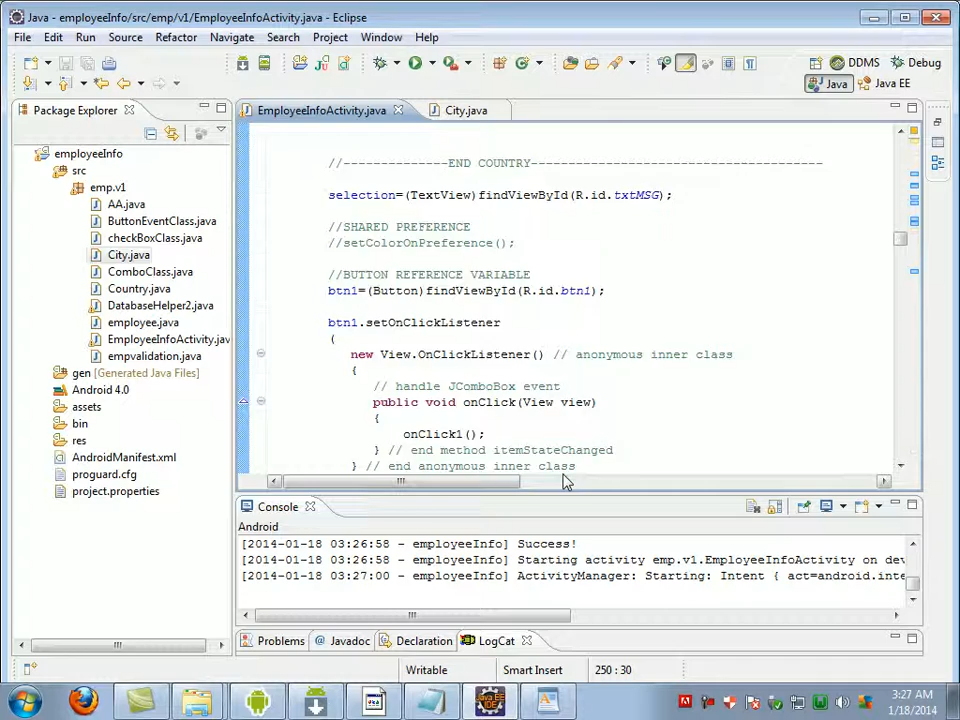 Java - employeeInfo/src/emp/v1/EmployeeInfoActivity.java - Eclipse
File Edit Run Source Refactor Navigate Search Project Window Help
DDMS Debug
Java Java EE
Package Explorer
EmployeeInfoActivity.java City.java
employeeInfo
src
emp.v1
AA.java
ButtonEventClass.java
checkBoxClass.java
City.java
ComboClass.java
Country.java
DatabaseHelper2.java
employee.java
EmployeeInfoActivity.jav
empvalidation.java
gen [Generated Java Files]
Android 4.0
assets
bin
res
AndroidManifest.xml
proguard.cfg
project.properties
//--------------END COUNTRY---------------------------------------
selection=(TextView)findViewById(R.id.txtMSG);
//SHARED PREFERENCE
//setColorOnPreference();
//BUTTON REFERENCE VARIABLE
btn1=(Button)findViewById(R.id.btn1);
btn1.setOnClickListener
(
new View.OnClickListener() // anonymous inner class
{
// handle JComboBox event
public void onClick(View view)
{
onClick1();
} // end method itemStateChanged
} // end anonymous inner class
Console
Android
[2014-01-18 03:26:58 - employeeInfo] Success!
[2014-01-18 03:26:58 - employeeInfo] Starting activity emp.v1.EmployeeInfoActivity on dev
[2014-01-18 03:27:00 - employeeInfo] ActivityManager: Starting: Intent { act=android.inte
Problems @ Javadoc Declaration LogCat
Writable Smart Insert 250 : 30
3:27 AM
1/18/2014